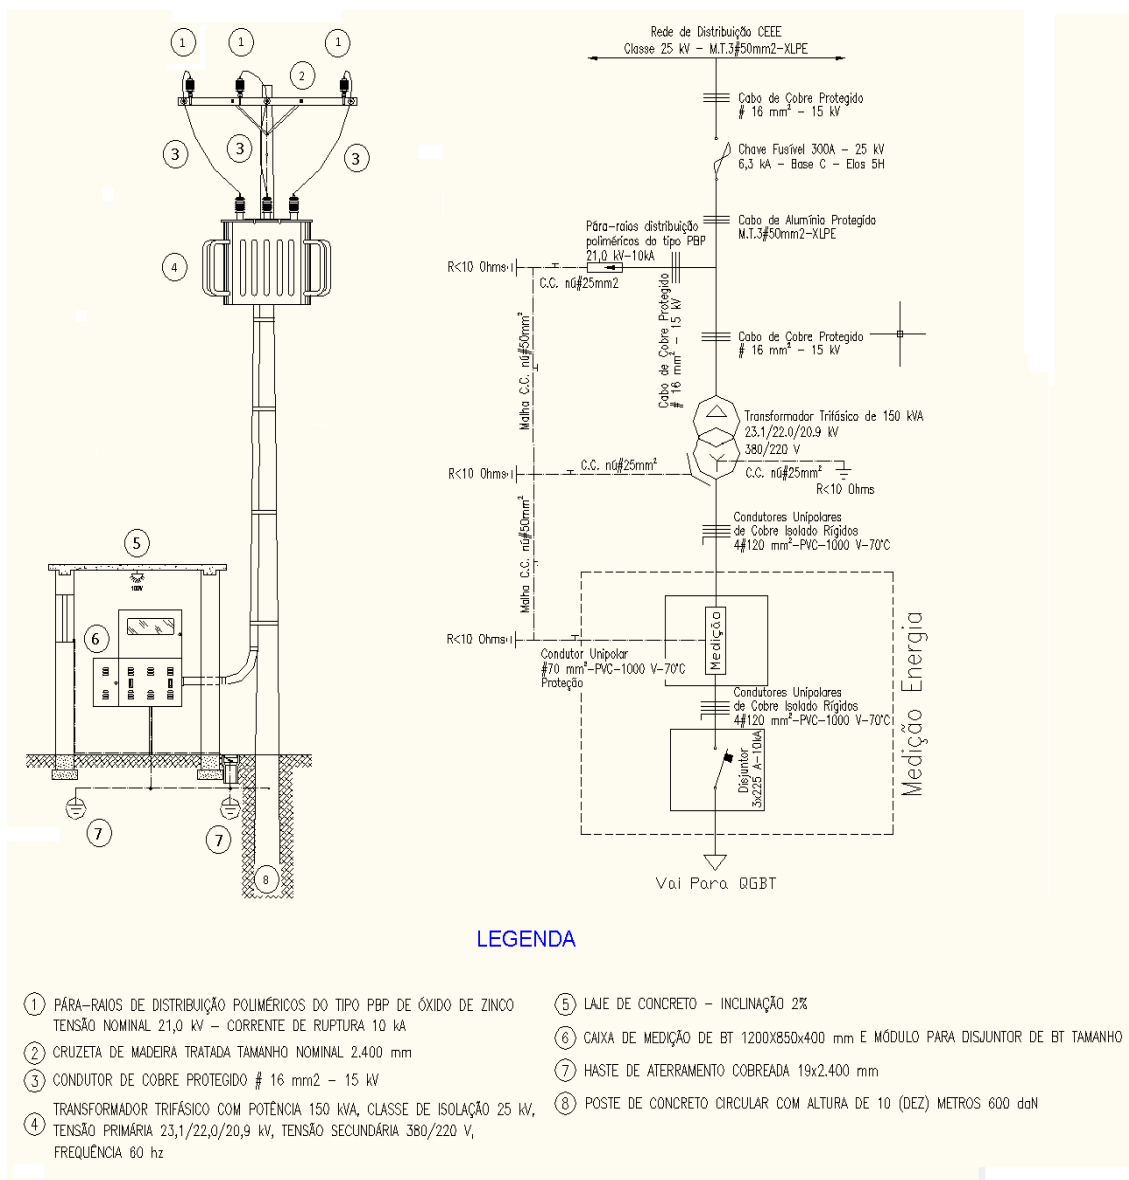 1
1
1
2
3
3
3
4
5
100W
6
7
7
8
Rede de Distribuição CEEE
Classe 25 kV - M.T.3#50mm2-XLPE
Cabo de Cobre Protegido
# 16 mm² - 15 kV
Chave Fusível 300A - 25 kV
6,3 kA - Base C - Elos 5H
Cabo de Alumínio Protegido
M.T.3#50mm2-XLPE
Pára-raios distribuição
poliméricos do tipo PBP
21,0 kV-10kA
R<10 Ohms
C.C. nú#25mm2
Cabo de Cobre Protegido
# 16 mm² - 15 kV
Malha C.C. nú#50mm²
Cabo de Cobre Protegido
# 16 mm² - 15 kV
Transformador Trifásico de 150 kVA
23.1/22.0/20.9 kV
380/220 V
R<10 Ohms
C.C. nú#25mm²
C.C. nú#25mm²
R<10 Ohms
Malha C.C. nú#50mm²
Condutores Unipolares
de Cobre Isolado Rígidos
4#120 mm²-PVC-1000 V-70°C
R<10 Ohms
Medição
Condutor Unipolar
#70 mm²-PVC-1000 V-70°C
Proteção
Condutores Unipolares
de Cobre Isolado Rígidos
4#120 mm²-PVC-1000 V-70°C
Disjuntor
3x225 A-10kA
Medição Energia
Vai Para QGBT
LEGENDA
1 PÁRA-RAIOS DE DISTRIBUIÇÃO POLIMÉRICOS DO TIPO PBP DE ÓXIDO DE ZINCO
TENSÃO NOMINAL 21,0 kV - CORRENTE DE RUPTURA 10 kA
2 CRUZETA DE MADEIRA TRATADA TAMANHO NOMINAL 2.400 mm
3 CONDUTOR DE COBRE PROTEGIDO # 16 mm2 - 15 kV
4 TRANSFORMADOR TRIFÁSICO COM POTÊNCIA 150 kVA, CLASSE DE ISOLAÇÃO 25 kV,
TENSÃO PRIMÁRIA 23,1/22,0/20,9 kV, TENSÃO SECUNDÁRIA 380/220 V,
FREQUÊNCIA 60 hz
5 LAJE DE CONCRETO - INCLINAÇÃO 2%
6 CAIXA DE MEDIÇÃO DE BT 1200X850x400 mm E MÓDULO PARA DISJUNTOR DE BT TAMANHO
7 HASTE DE ATERRAMENTO COBREADA 19x2.400 mm
8 POSTE DE CONCRETO CIRCULAR COM ALTURA DE 10 (DEZ) METROS 600 daN